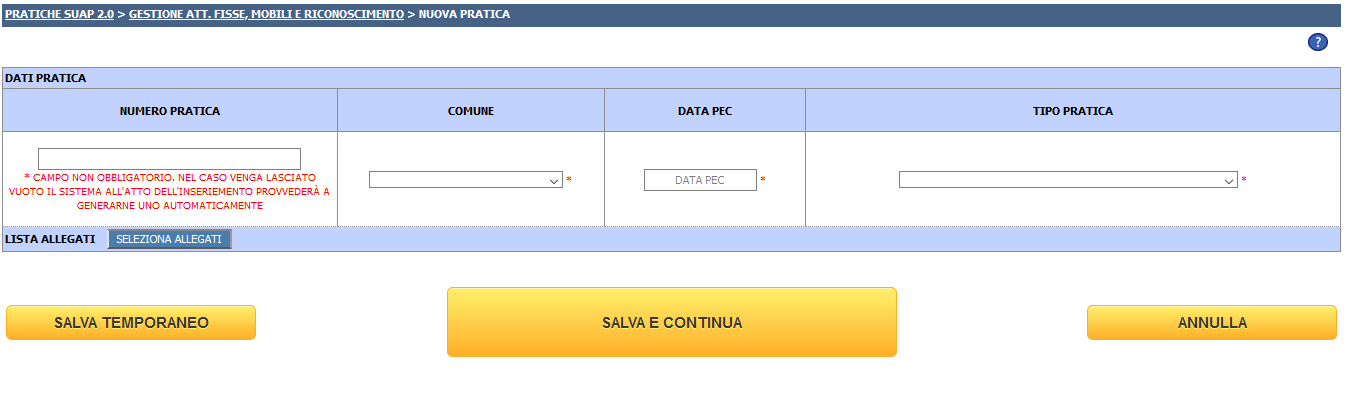 PRATICHE SUAP 2.0 > GESTIONE ATT. FISSE, MOBILI E RICONOSCIMENTO > NUOVA PRATICA
?
DATI PRATICA
NUMERO PRATICA COMUNE DATA PEC TIPO PRATICA
* CAMPO NON OBBLIGATORIO. NEL CASO VENGA LASCIATO
VUOTO IL SISTEMA ALL'ATTO DELL'INSERIEMENTO PROVVEDERÀ A
GENERARNE UNO AUTOMATICAMENTE
*
DATA PEC *
*
LISTA ALLEGATI SELEZIONA ALLEGATI
SALVA TEMPORANEO SALVA E CONTINUA ANNULLA